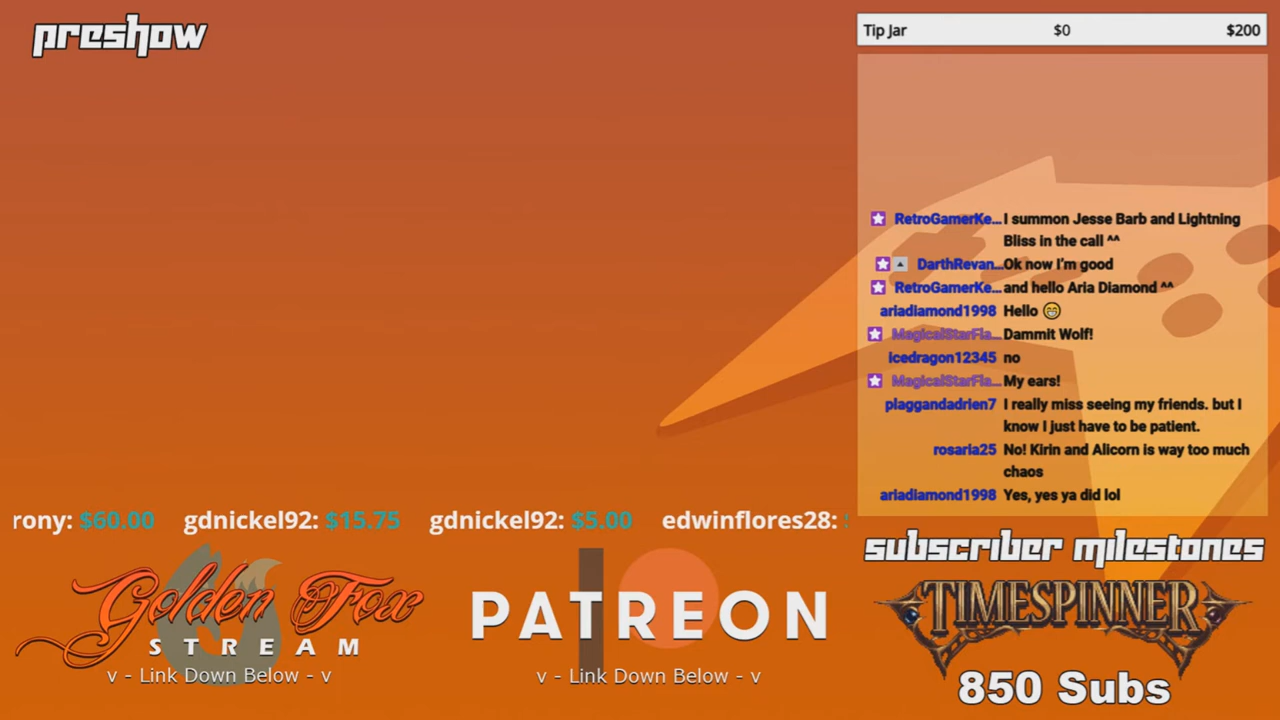 preshow
Tip Jar $0 $200
RetroGamerKe... I summon Jesse Barb and Lightning
Bliss in the call ^^
DarthRevan... Ok now I'm good
RetroGamerKe... and hello Aria Diamond ^^
ariadiamond1998 Hello 😁
MagicalStarFla... Dammit Wolf!
icedragon12345 no
MagicalStarFla... My ears!
plaggandadrien7 I really miss seeing my friends. but I
know I just have to be patient.
rosaria25 No! Kirin and Alicorn is way too much
chaos
ariadiamond1998 Yes, yes ya did lol
rony: $60.00 gdnickel92: $15.75 gdnickel92: $5.00 edwinflores28:
Golden Fox
STREAM
v - Link Down Below - v
PATREON
v - Link Down Below - v
subscriber milestones
TIMESPINNER
850 Subs